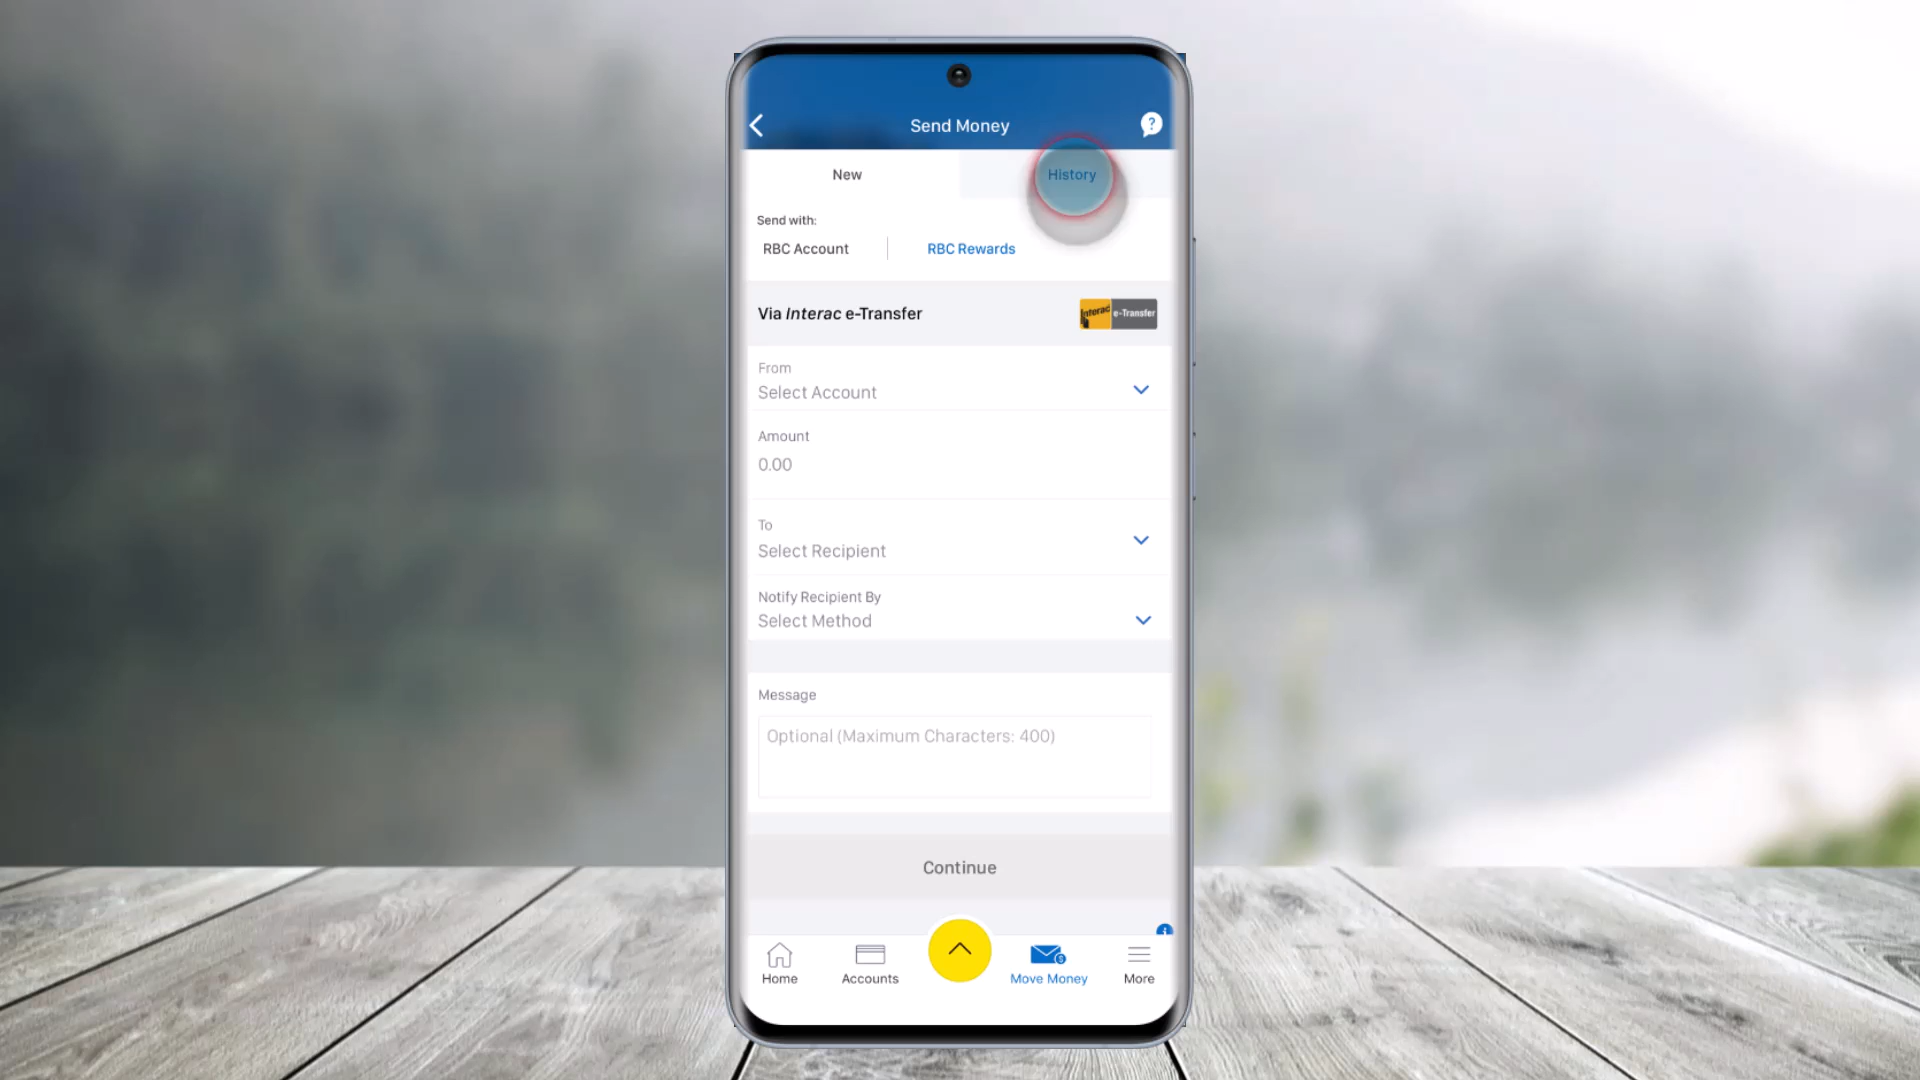 Send Money
?
New
History
Send with:
RBC Account
RBC Rewards
Via Interac e-Transfer
Interac e-Transfer
From
Select Account
Amount
0.00
To
Select Recipient
Notify Recipient By
Select Method
Message
Optional (Maximum Characters: 400)
Continue
i
Home
Accounts
$
Move Money
More